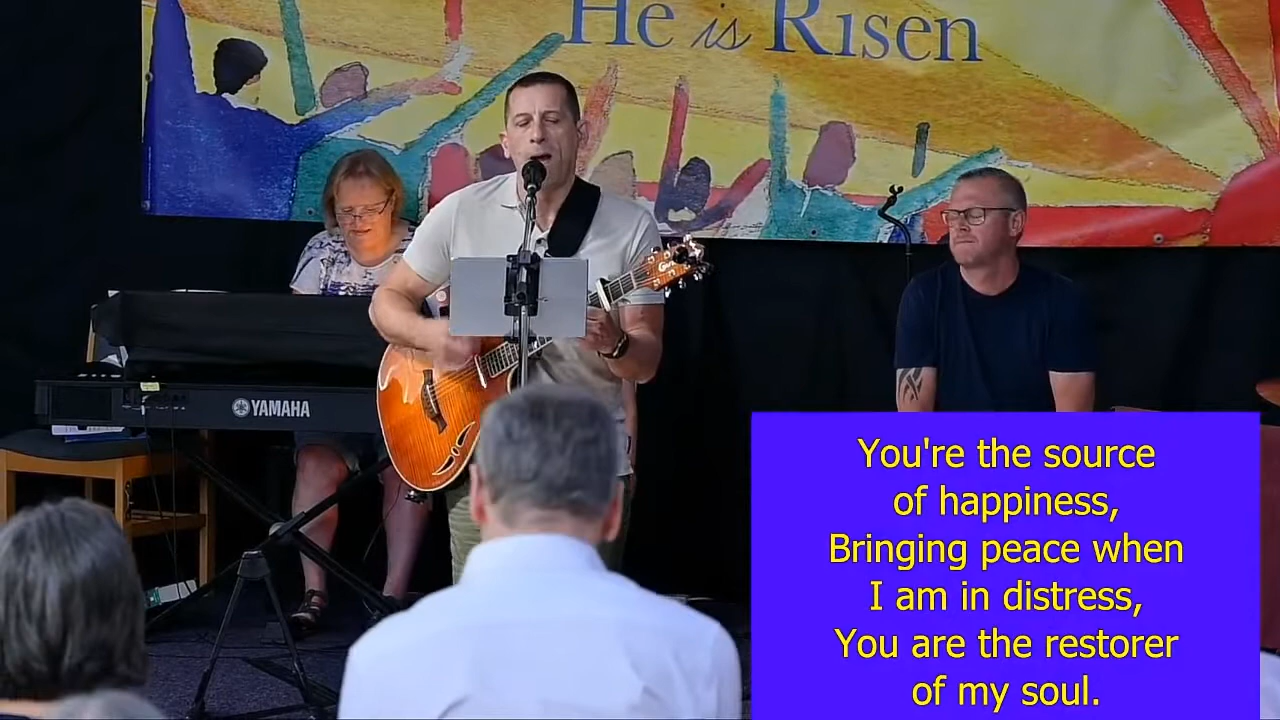 He is Risen
YAMAHA
You're the source
of happiness,
Bringing peace when
I am in distress,
You are the restorer
of my soul.